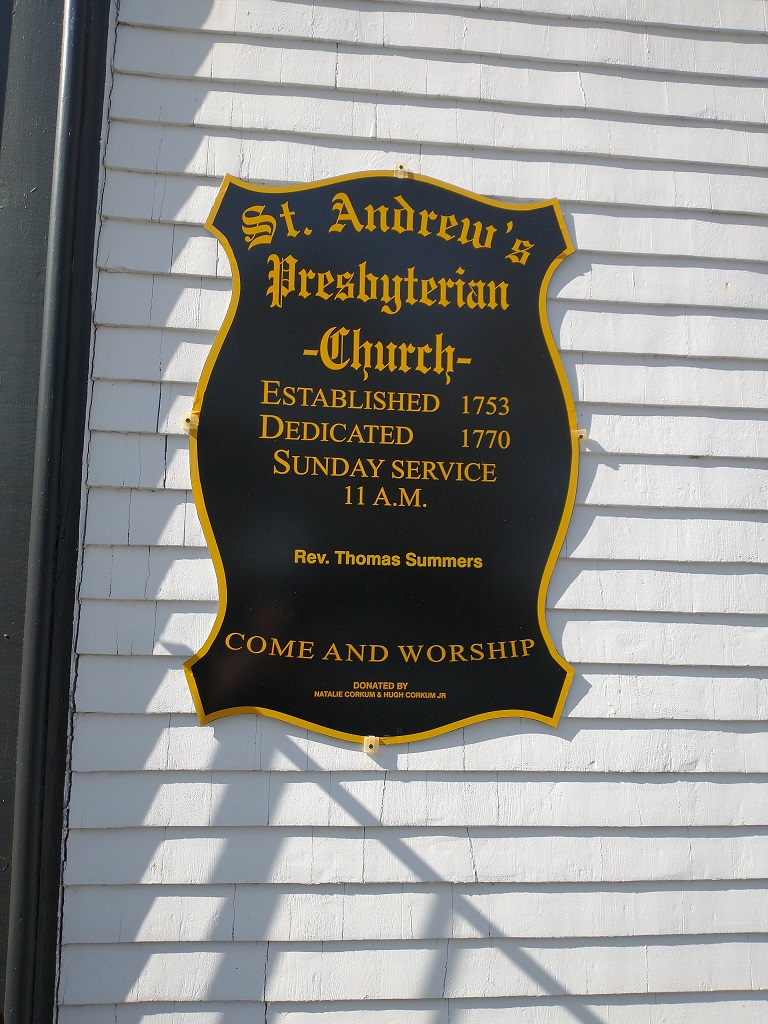 St. Andrew's
Presbyterian
-Church-
ESTABLISHED 1753
DEDICATED 1770
SUNDAY SERVICE
11 A.M.
Rev. Thomas Summers
COME AND WORSHIP
DONATED BY
NATALIE CORKUM & HUGH CORKUM JR